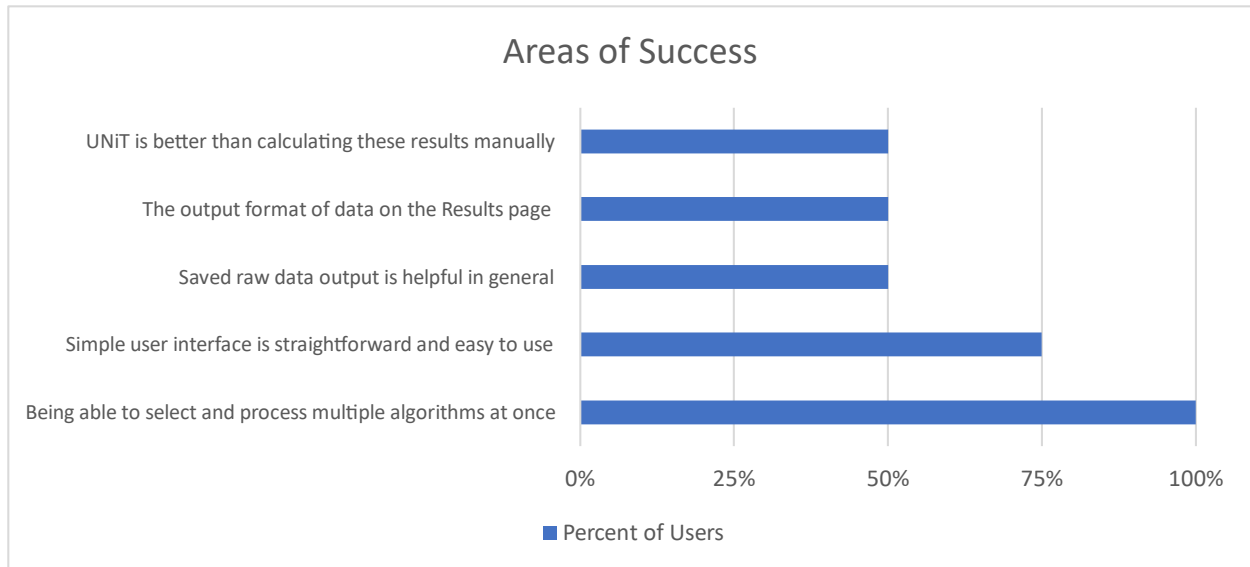 Areas of Success
UNiT is better than calculating these results manually
The output format of data on the Results page
Saved raw data output is helpful in general
Simple user interface is straightforward and easy to use
Being able to select and process multiple algorithms at once
0% 25% 50% 75% 100%
Percent of Users